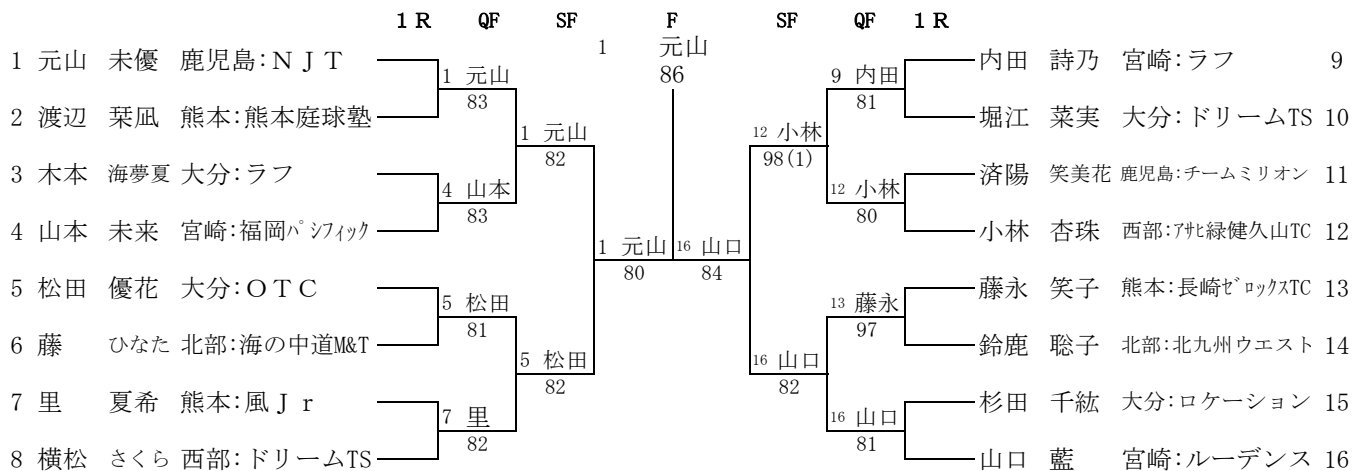 1 R QF SF F SF QF 1 R
1 元山
86
1 元山 未優 鹿児島:ＮＪＴ
2 渡辺 栞凪 熊本:熊本庭球塾
3 木本 海夢夏 大分:ラフ
4 山本 未来 宮崎:福岡ﾊﾟｼﾌｨｯｸ
5 松田 優花 大分:ＯＴＣ
6 藤 ひなた 北部:海の中道M&T
7 里 夏希 熊本:風Ｊｒ
8 横松 さくら 西部:ドリームTS
1 元山
83
4 山本
83
5 松田
81
7 里
82
1 元山
82
5 松田
82
1 元山
80
16 山口
84
12 小林
98(1)
16 山口
82
9 内田
81
12 小林
80
13 藤永
97
16 山口
81
内田 詩乃 宮崎:ラフ 9
堀江 菜実 大分:ドリームTS 10
済陽 笑美花 鹿児島:チームミリオン 11
小林 杏珠 西部:ｱｻﾋ緑健久山TC 12
藤永 笑子 熊本:長崎ｾﾞﾛｯｸｽTC 13
鈴鹿 聡子 北部:北九州ウエスト 14
杉田 千紘 大分:ロケーション 15
山口 藍 宮崎:ルーデンス 16